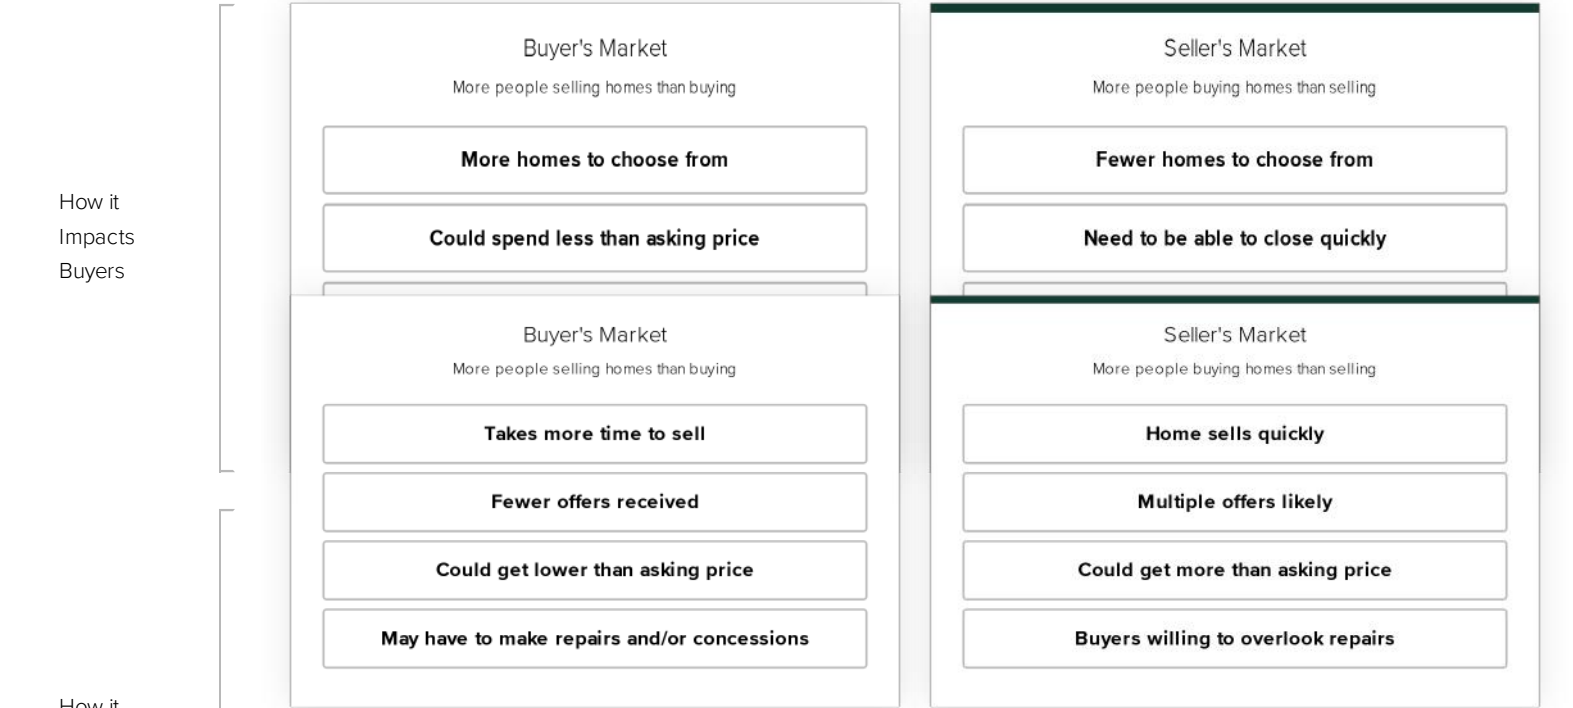 How it
Impacts
Buyers
Buyer's Market
More people selling homes than buying
More homes to choose from
Could spend less than asking price
Seller's Market
More people buying homes than selling
Fewer homes to choose from
Need to be able to close quickly
Buyer's Market
More people selling homes than buying
Takes more time to sell
Fewer offers received
Could get lower than asking price
May have to make repairs and/or concessions
Seller's Market
More people buying homes than selling
Home sells quickly
Multiple offers likely
Could get more than asking price
Buyers willing to overlook repairs
How it